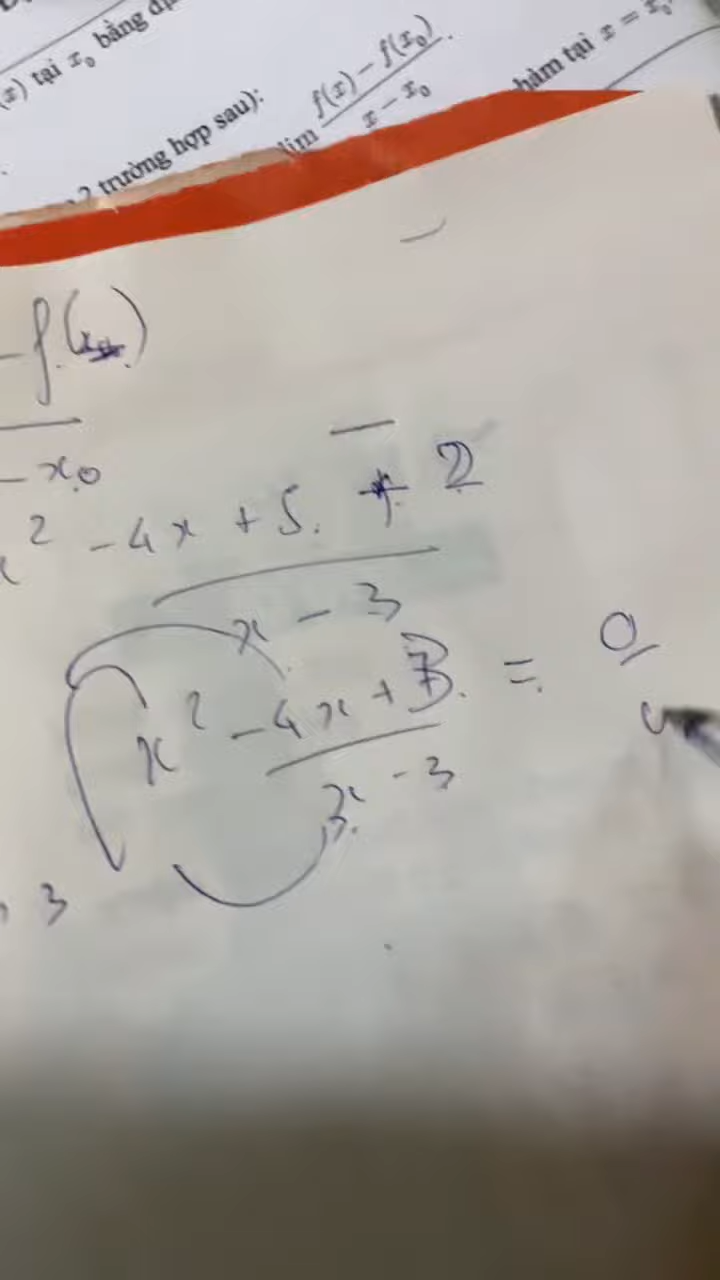 (x) tại x₀ bằng
2 trường hợp sau):
lim f(x) − f(x₀) / x − x₀
hàm tại x = x₀
− f(x₀)
− x₀
x² − 4x + 5. + 2
x − 3
x² − 4x + 3. = 0
x − 3
3